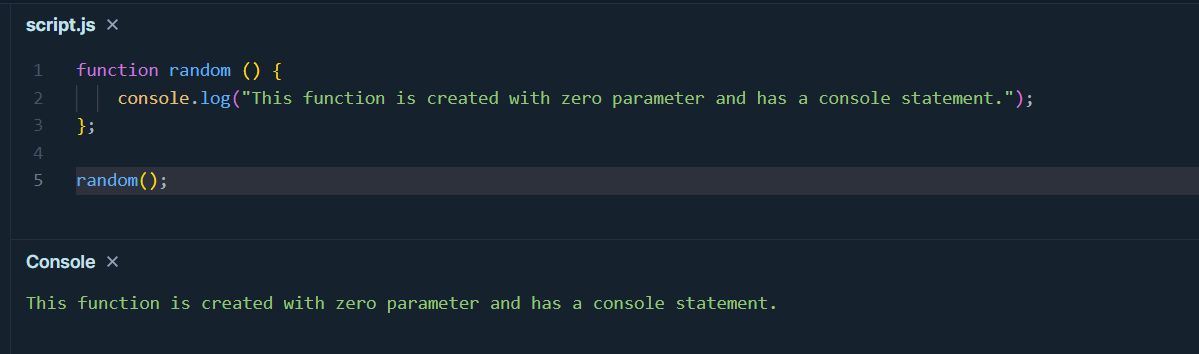 script.js ×
1 function random () {
2 console.log("This function is created with zero parameter and has a console statement.");
3 };
4
5 random();
Console ×
This function is created with zero parameter and has a console statement.